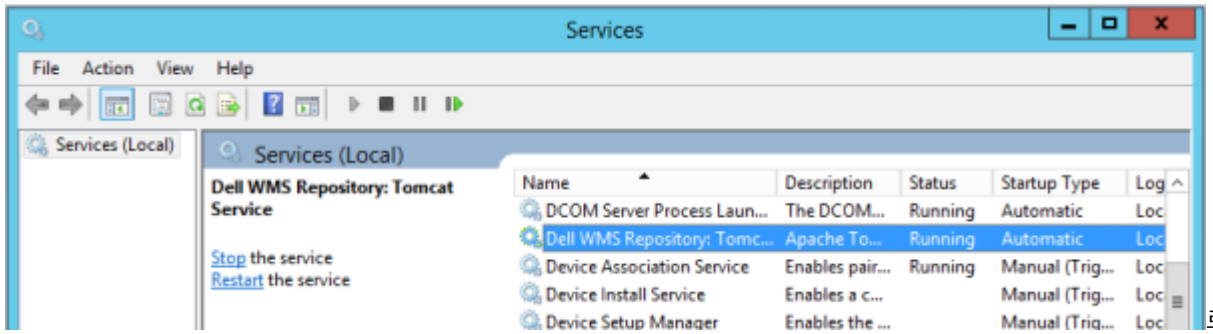 Services
File Action View Help
Services (Local)
Services (Local)
Dell WMS Repository: Tomcat
Service
Stop the service
Restart the service
Name Description Status Startup Type Log
DCOM Server Process Laun... The DCOM... Running Automatic Loc
Dell WMS Repository: Tomc... Apache To... Running Automatic Loc
Device Association Service Enables pair... Running Manual (Trig... Loc
Device Install Service Enables a c... Manual (Trig... Loc
Device Setup Manager Enables the ... Manual (Trig... Loc